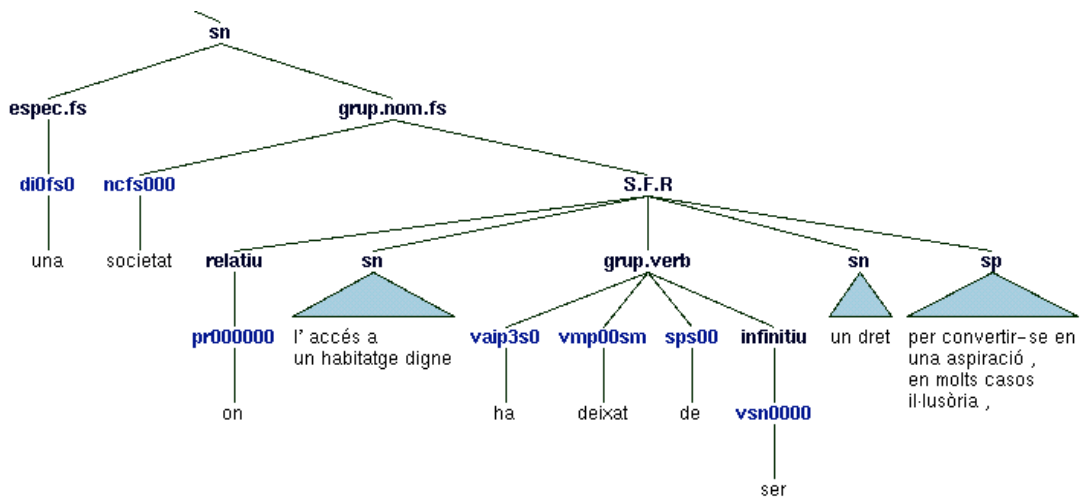 sn
espec.fs grup.nom.fs
di0fs0 ncfs000 S.F.R
una societat relatiu sn grup.verb sn sp
pr000000 l' accés a vaip3s0 vmp00sm sps00 infinitiu un dret per convertir-se en
un habitatge digne una aspiració ,
en molts casos
on ha deixat de vsn0000 il·lusòria ,
ser